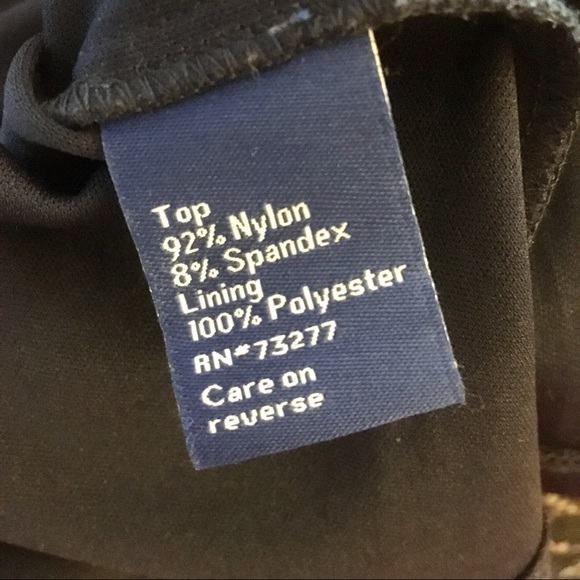 Top
92% Nylon
8% Spandex
Lining
100% Polyester
RN#73277
Care on
reverse